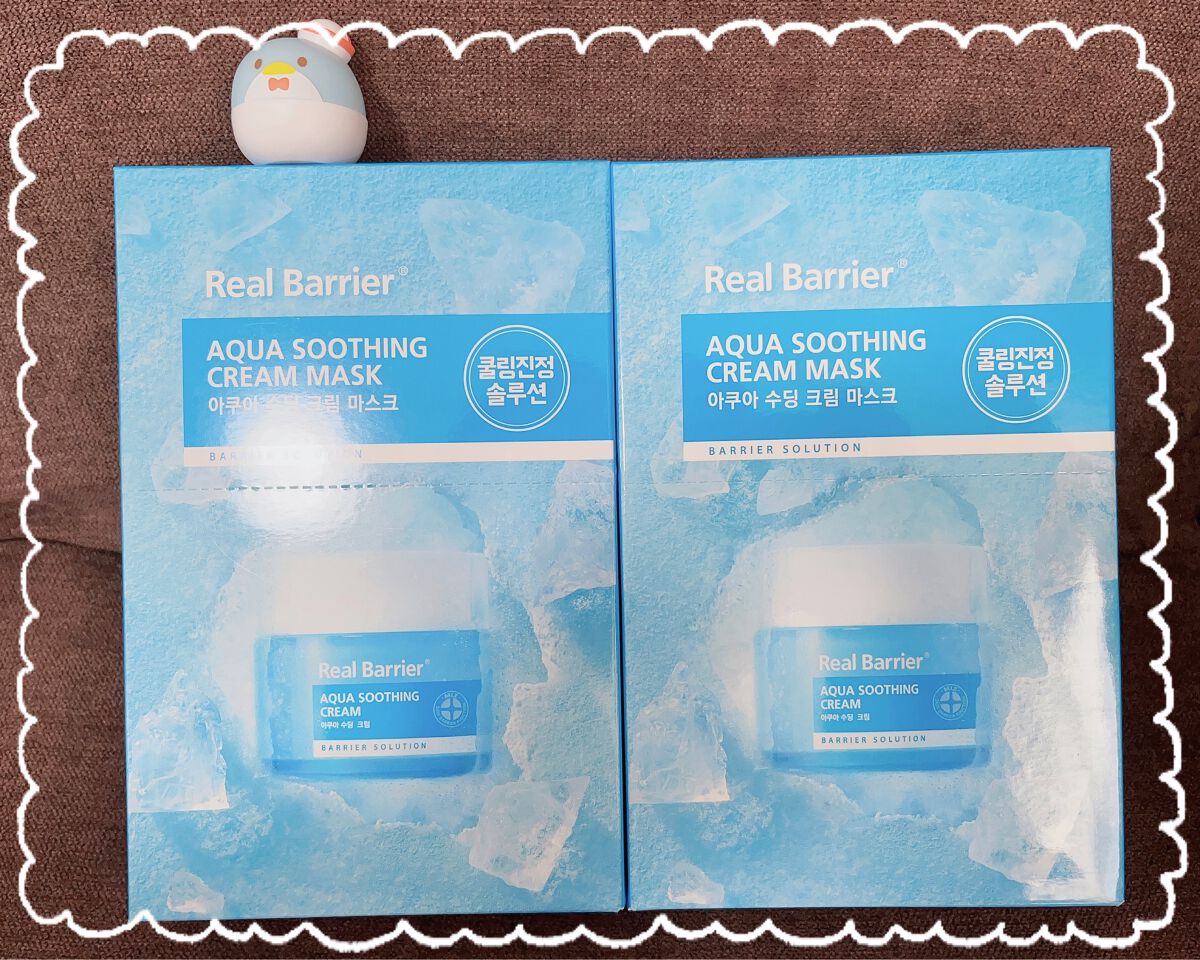 Real Barrier®
AQUA SOOTHING
CREAM MASK
아쿠아 수딩 크림 마스크
쿨링진정
솔루션
BARRIER SOLUTION
Real Barrier®
AQUA SOOTHING
CREAM
아쿠아 수딩 크림
BARRIER SOLUTION
Real Barrier®
AQUA SOOTHING
CREAM MASK
아쿠아 수딩 크림 마스크
쿨링진정
솔루션
BARRIER SOLUTION
Real Barrier®
AQUA SOOTHING
CREAM
아쿠아 수딩 크림
BARRIER SOLUTION